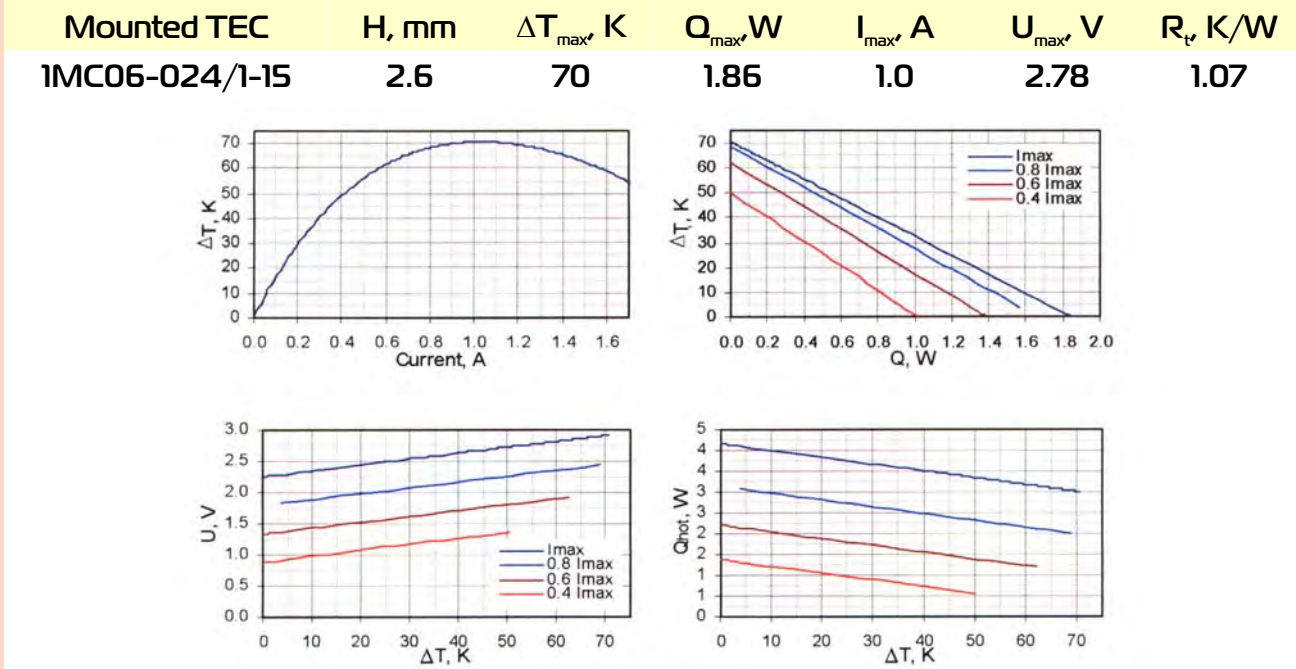 Mounted TEC H, mm ΔTmax, K Qmax,W Imax, A Umax, V Rt, K/W
1MC06-024/1-15 2.6 70 1.86 1.0 2.78 1.07
70
60
50
40
30
20
10
0
ΔT, K
0.0 0.2 0.4 0.6 0.8 1.0 1.2 1.4 1.6
Current, A
70
60
50
40
30
20
10
0
ΔT, K
Imax
0.8 Imax
0.6 Imax
0.4 Imax
0.0 0.2 0.4 0.6 0.8 1.0 1.2 1.4 1.6 1.8 2.0
Q, W
3.0
2.5
2.0
1.5
1.0
0.5
0.0
U, V
Imax
0.8 Imax
0.6 Imax
0.4 Imax
0 10 20 30 40 50 60 70
ΔT, K
5
4
4
3
3
2
2
1
1
0
Qhot, W
0 10 20 30 40 50 60 70
ΔT, K